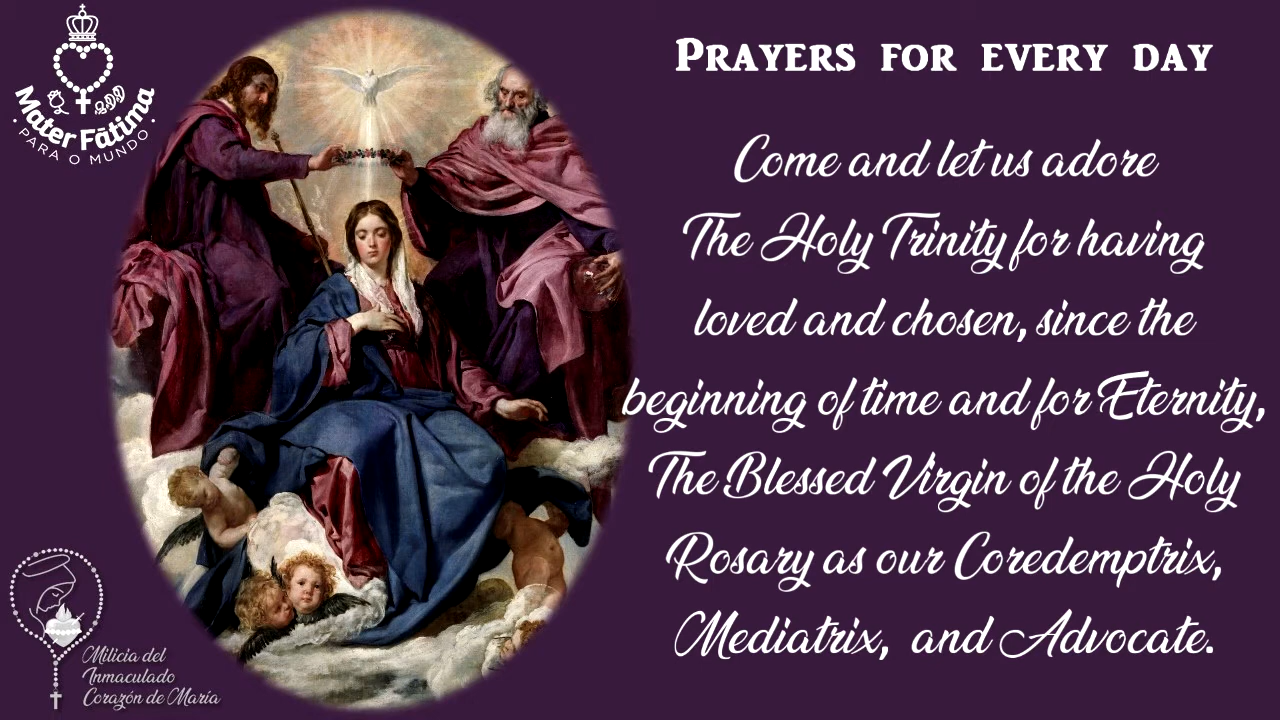 Mater Fātima
· PARA O MUNDO ·
PRAYERS FOR EVERY DAY
Come and let us adore
The Holy Trinity for having
loved and chosen, since the
beginning of time and for Eternity,
The Blessed Virgin of the Holy
Rosary as our Coredemptrix,
Mediatrix, and Advocate.
Milicia del
Inmaculado
Corazón de María